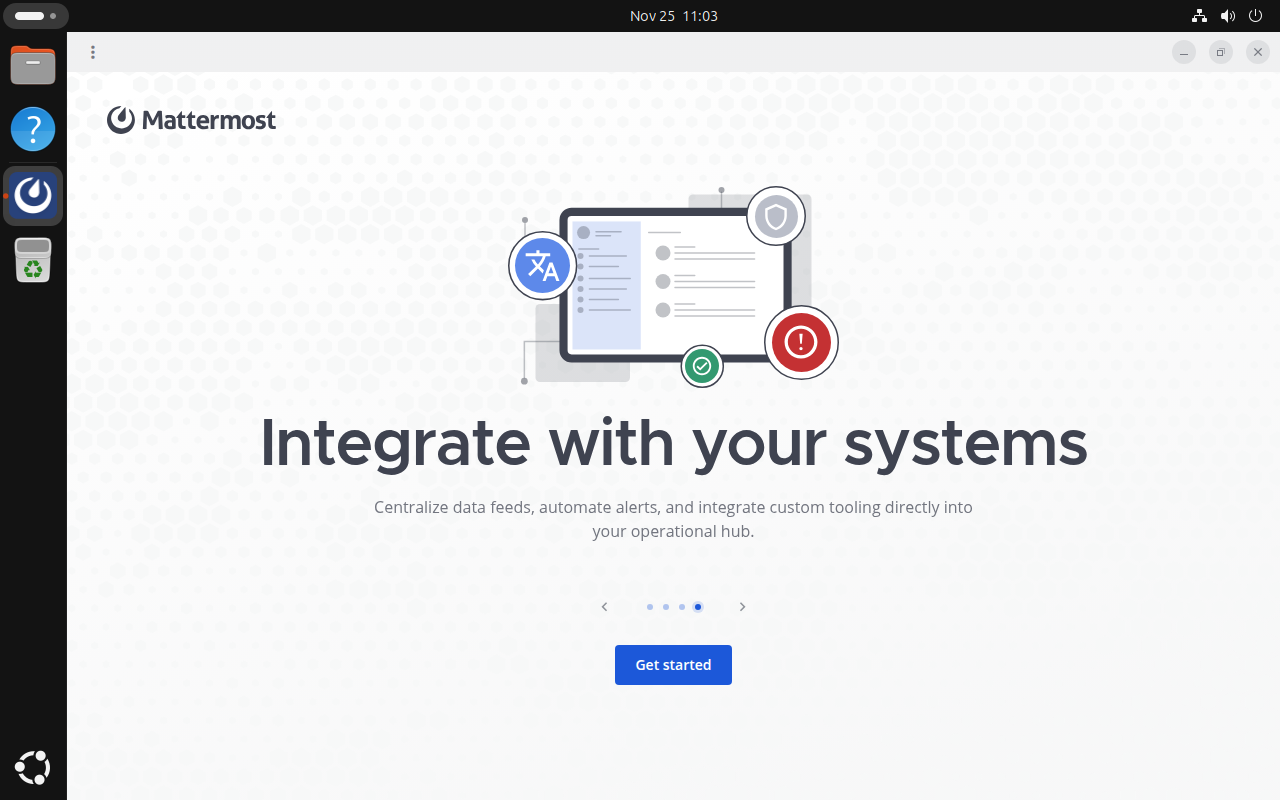 Nov 25 11:03
Mattermost
Integrate with your systems
Centralize data feeds, automate alerts, and integrate custom tooling directly into
your operational hub.
Get started